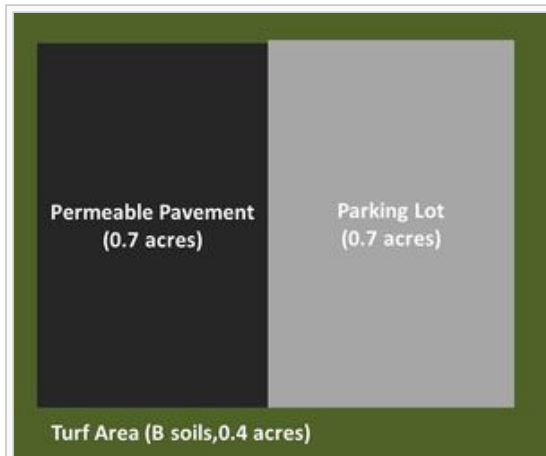 Permeable Pavement
(0.7 acres)
Parking Lot
(0.7 acres)
Turf Area (B soils,0.4 acres)